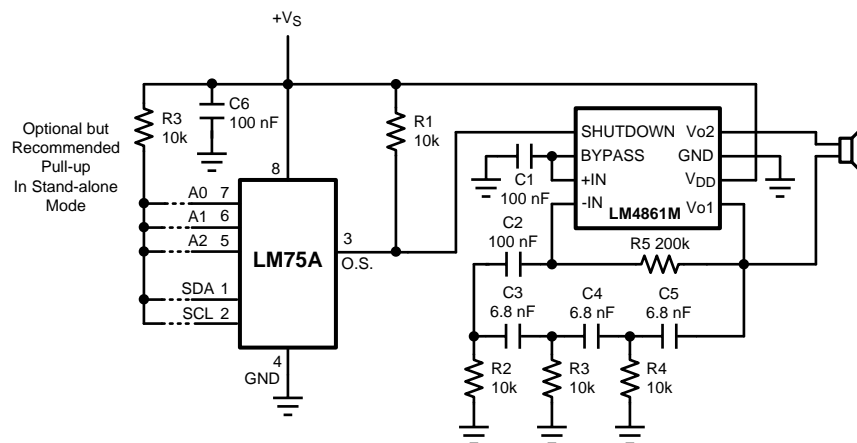 +VS
Optional but
Recommended
Pull-up
In Stand-alone
Mode
R3
10k
C6
100 nF
R1
10k
8
A0 7
A1 6
A2 5
SDA 1
SCL 2
LM75A
3
O.S.
4
GND
SHUTDOWN
BYPASS
+IN
-IN
Vo2
GND
VDD
Vo1
LM4861M
C1
100 nF
C2
100 nF
R5 200k
C3
6.8 nF
C4
6.8 nF
C5
6.8 nF
R2
10k
R3
10k
R4
10k